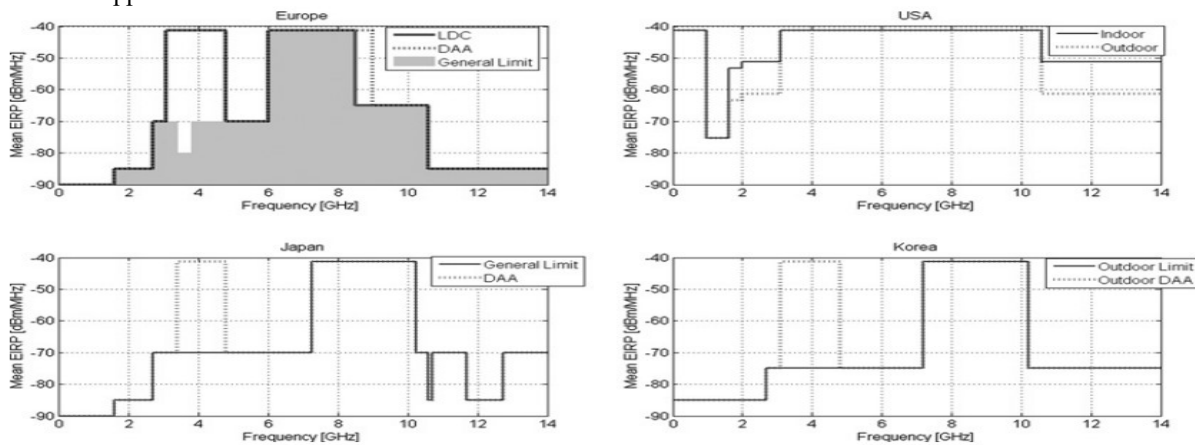 Europe
-40
-50
-60
-70
-80
-90
Mean EIRP [dBm/MHz]
LDC
DAA
General Limit
0 2 4 6 8 10 12 14
Frequency [GHz]
USA
-40
-50
-60
-70
-80
-90
Mean EIRP [dBm/MHz]
Indoor
Outdoor
0 2 4 6 8 10 12 14
Frequency [GHz]
Japan
-40
-50
-60
-70
-80
-90
Mean EIRP [dBm/MHz]
General Limit
DAA
0 2 4 6 8 10 12 14
Frequency [GHz]
Korea
-40
-50
-60
-70
-80
-90
Mean EIRP [dBm/MHz]
Outdoor Limit
Outdoor DAA
0 2 4 6 8 10 12 14
Frequency [GHz]